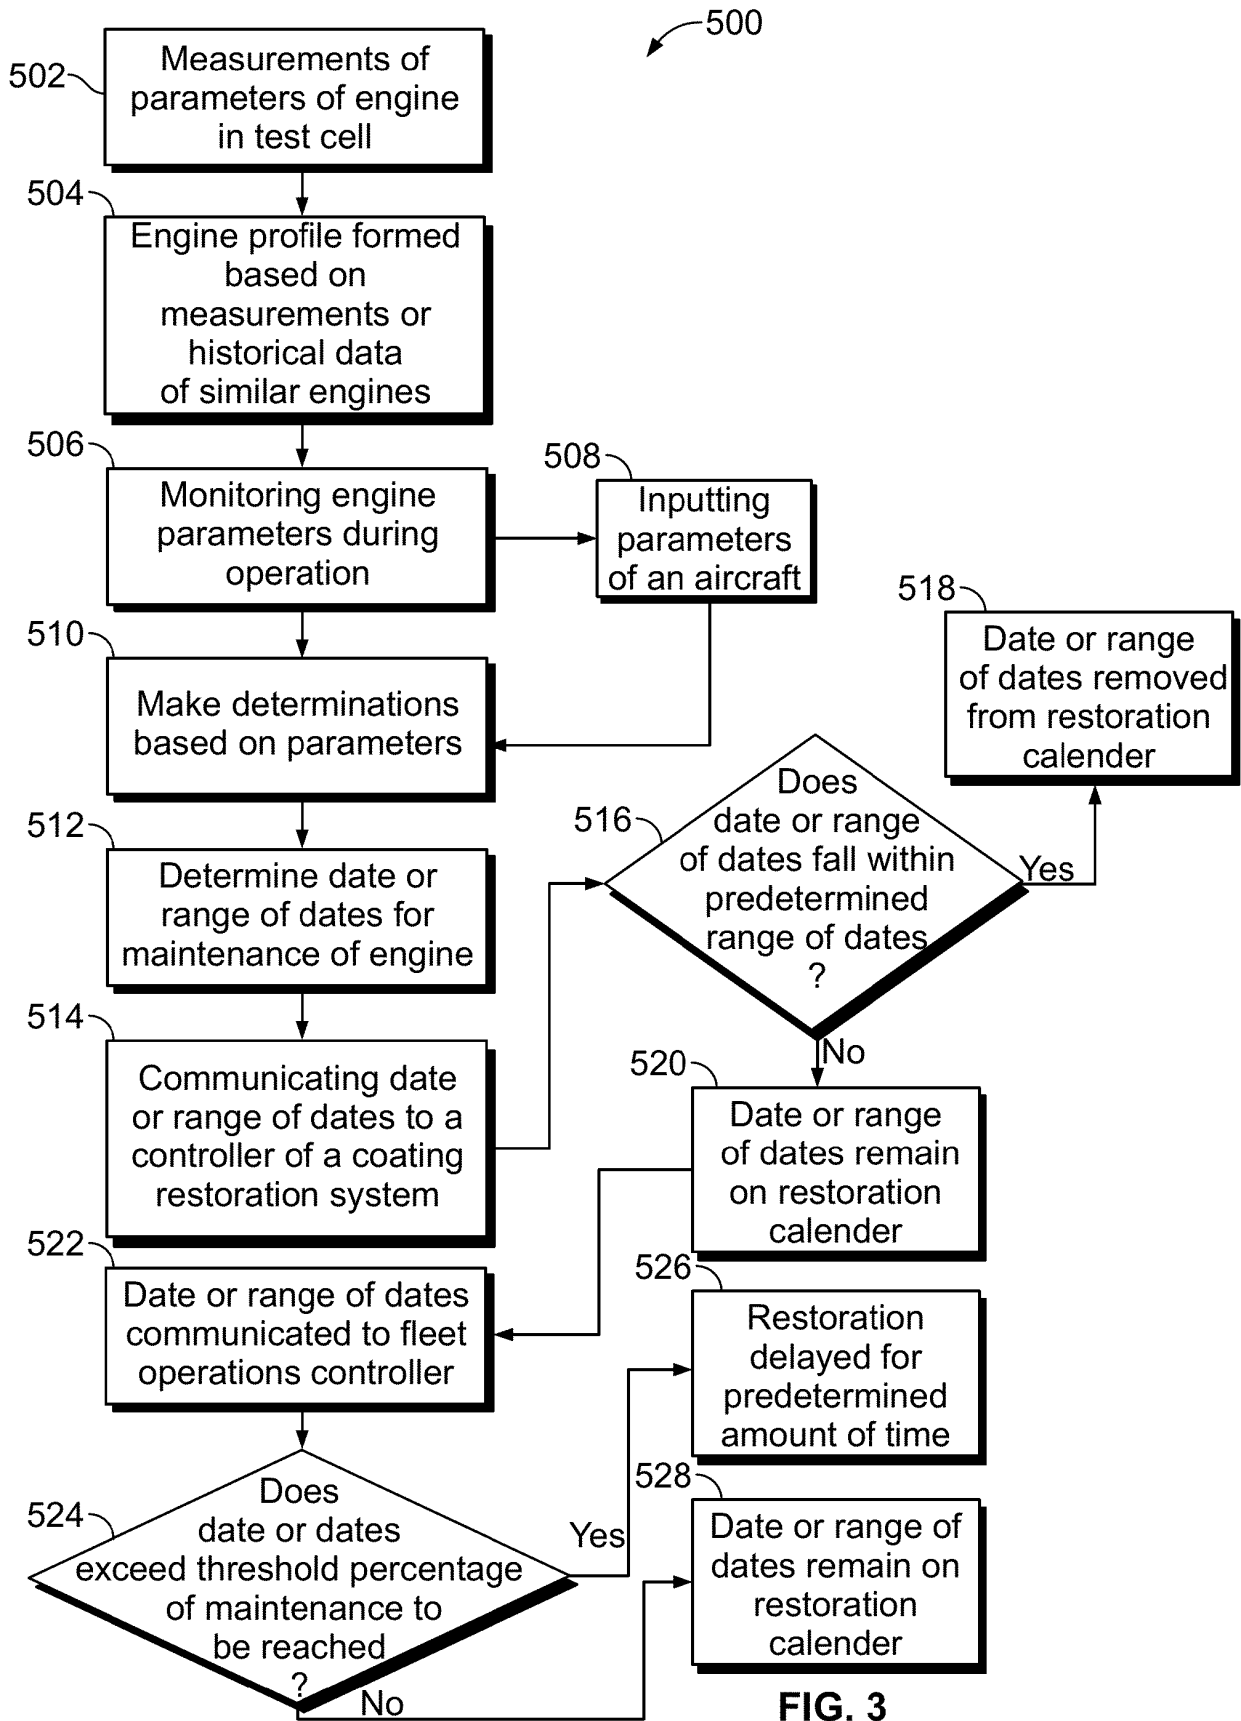 500
502
Measurements of
parameters of engine
in test cell
504
Engine profile formed
based on
measurements or
historical data
of similar engines
506
Monitoring engine
parameters during
operation
508
Inputting
parameters
of an aircraft
510
Make determinations
based on parameters
512
Determine date or
range of dates for
maintenance of engine
514
Communicating date
or range of dates to a
controller of a coating
restoration system
516
Does
date or range
of dates fall within
predetermined
range of dates
?
Yes
No
518
Date or range
of dates removed
from restoration
calender
520
Date or range
of dates remain
on restoration
calender
522
Date or range of dates
communicated to fleet
operations controller
524
Does
date or dates
exceed threshold percentage
of maintenance to
be reached
?
Yes
No
526
Restoration
delayed for
predetermined
amount of time
528
Date or range of
dates remain on
restoration
calender
FIG. 3